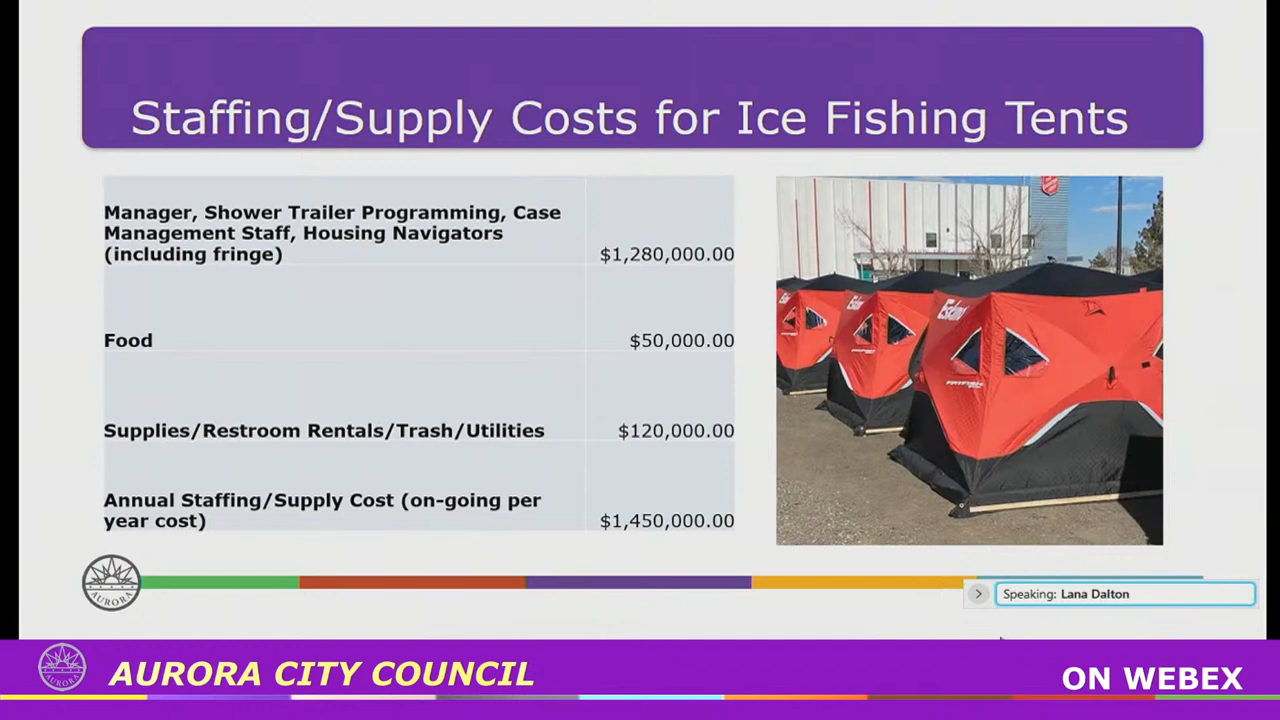 Staffing/Supply Costs for Ice Fishing Tents
Manager, Shower Trailer Programming, Case
Management Staff, Housing Navigators
(including fringe)
$1,280,000.00
Food
$50,000.00
Supplies/Restroom Rentals/Trash/Utilities
$120,000.00
Annual Staffing/Supply Cost (on-going per
year cost)
$1,450,000.00
Eskimo
AURORA
Speaking: Lana Dalton
AURORA CITY COUNCIL
ON WEBEX